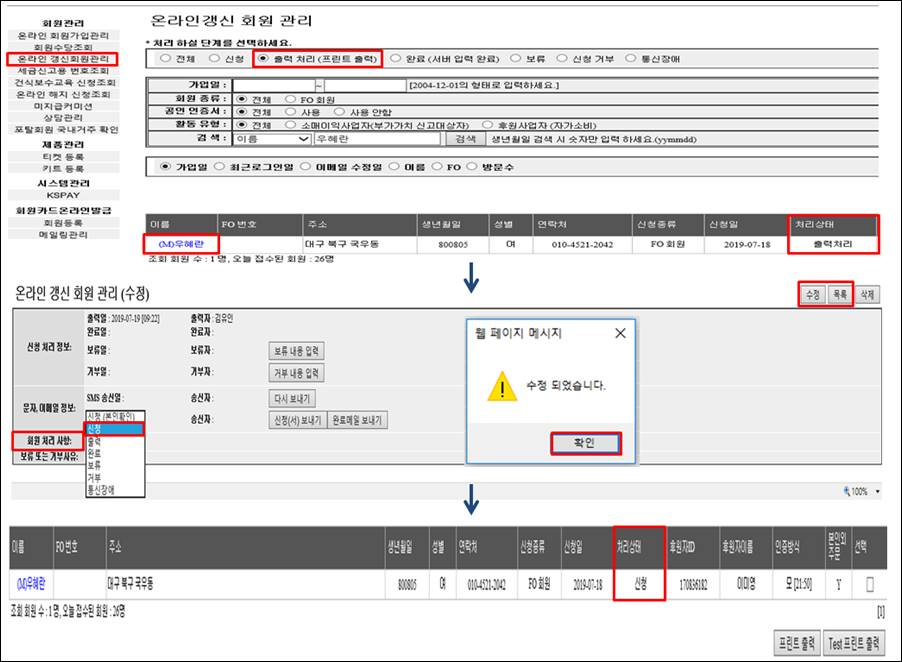 회원관리
온라인 회원가입관리
회원수당조회
온라인 갱신회원관리
세금신고용 번호조회
건식보수교육 신청조회
온라인 해지 신청조회
미지급커미션
상담관리
포탈회원 국내거주 확인
제품관리
티켓 등록
키트 등록
시스템관리
KSPAY
회원카드온라인발급
회원등록
메일링관리
온라인갱신 회원 관리
* 처리 하실 단계를 선택하세요.
전체 신청 출력 처리 (프린트 출력) 완료 (서버 입력 완료) 보류 신청 거부 통신장애
가입일 : ~ [2004-12-01의 형태로 입력하세요.]
회원 종류 : 전체 FO 회원
공인 인증서 : 전체 사용 사용 안함
활동 유형 : 전체 소매이익사업자(부가가치 신고대상자) 후원사업자 (자가소비)
검 색 : 이름 우혜란 검색 생년월일 검색 시 숫자만 입력 하세요.(yymmdd)
가입일 최근로그인일 이메일 수정일 이름 FO 방문수
이름 FO 번호 주소 생년월일 성별 연락처 신청종류 신청일 처리상태
(M)우혜란 대구 북구 국우동 800805 여 010-4521-2042 FO 회원 2019-07-18 출력처리
조회 회원 수 : 1 명, 오늘 접수된 회원 : 26명
온라인 갱신 회원 관리 (수정)
수정 목록 삭제
신청 처리 정보:
출력일 : 2019-07-19 [09:22] 출력자 : 김유인
완료일 : 완료자 :
보류일 : 보류자 : 보류 내용 입력
거부일 : 거부자 : 거부 내용 입력
문자, 이메일 정보:
SMS 송신일 : 송신자 : 다시 보내기
송신자 : 신청(서) 보내기 완료메일 보내기
회원 처리 사항:
보류 또는 거부사유:
신청 (본인확인)
신청
출력
완료
보류
거부
통신장애
웹 페이지 메시지
수정 되었습니다.
확인
100%
이름 FO 번호 주소 생년월일 성별 연락처 신청종류 신청일 처리상태 후원자ID 후원자이름 인증방식 본인외 주문 선택
(M)우혜란 대구 북구 국우동 800805 여 010-4521-2042 FO 회원 2019-07-18 신청 170836182 이미영 모 [21:50] Y
조회 회원 수 : 1 명, 오늘 접수된 회원 : 26명
[1]
프린트 출력 Test 프린트 출력